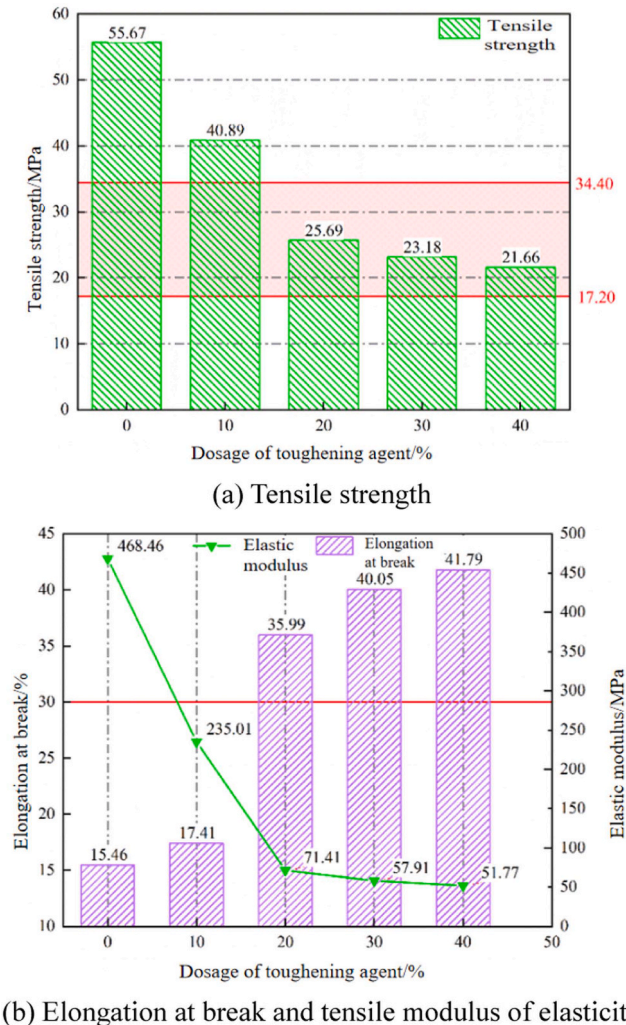 60
55.67
Tensile
strength
50
40.89
40
34.40
30
25.69
23.18
21.66
20
17.20
10
0
Tensile strength/MPa
0 10 20 30 40
Dosage of toughening agent/%
(a) Tensile strength
45 500
468.46
Elastic
modulus
Elongation
at break
41.79
450
40.05
40 400
35.99
35 350
30 300
235.01
250
25
200
20
17.41
15.46
150
15
71.41 57.91 51.77
100
50
10 0
Elongation at break/%
Elastic modulus/MPa
0 10 20 30 40 50
Dosage of toughening agent/%
(b) Elongation at break and tensile modulus of elasticit